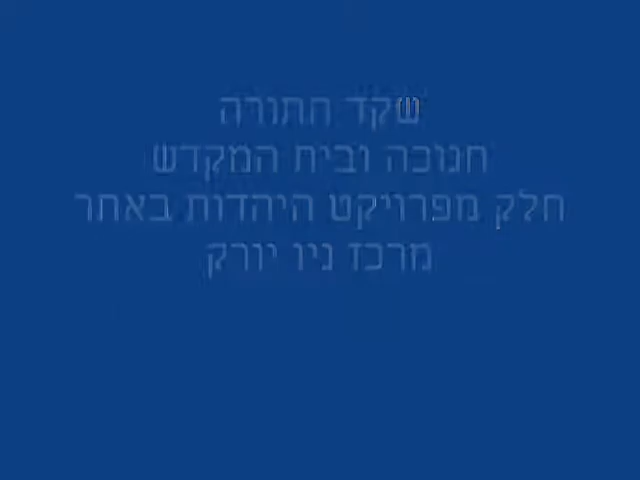 שקד התורה
חנוכה ובית המקדש
חלק מפרויקט היהדות באתר
מרכז ניו יורק